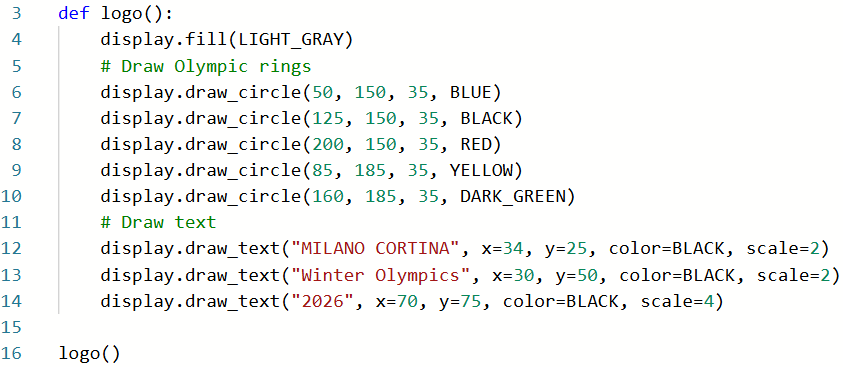 3 def logo():
4     display.fill(LIGHT_GRAY)
5     # Draw Olympic rings
6     display.draw_circle(50, 150, 35, BLUE)
7     display.draw_circle(125, 150, 35, BLACK)
8     display.draw_circle(200, 150, 35, RED)
9     display.draw_circle(85, 185, 35, YELLOW)
10     display.draw_circle(160, 185, 35, DARK_GREEN)
11     # Draw text
12     display.draw_text("MILANO CORTINA", x=34, y=25, color=BLACK, scale=2)
13     display.draw_text("Winter Olympics", x=30, y=50, color=BLACK, scale=2)
14     display.draw_text("2026", x=70, y=75, color=BLACK, scale=4)
15
16 logo()